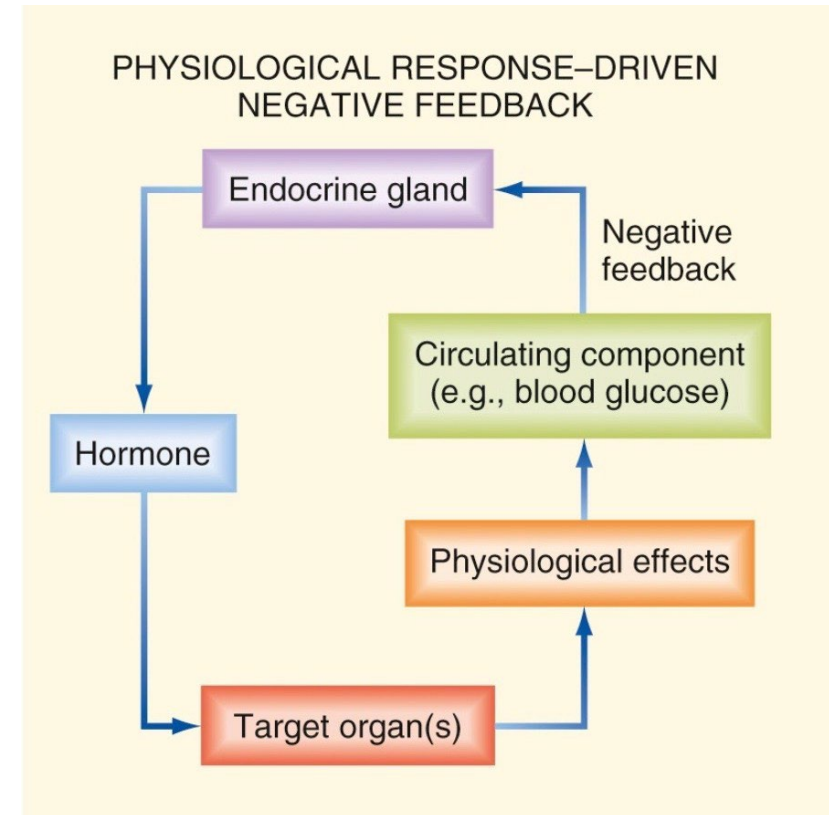 PHYSIOLOGICAL RESPONSE–DRIVEN
NEGATIVE FEEDBACK
Endocrine gland
Negative
feedback
Circulating component
(e.g., blood glucose)
Hormone
Physiological effects
Target organ(s)